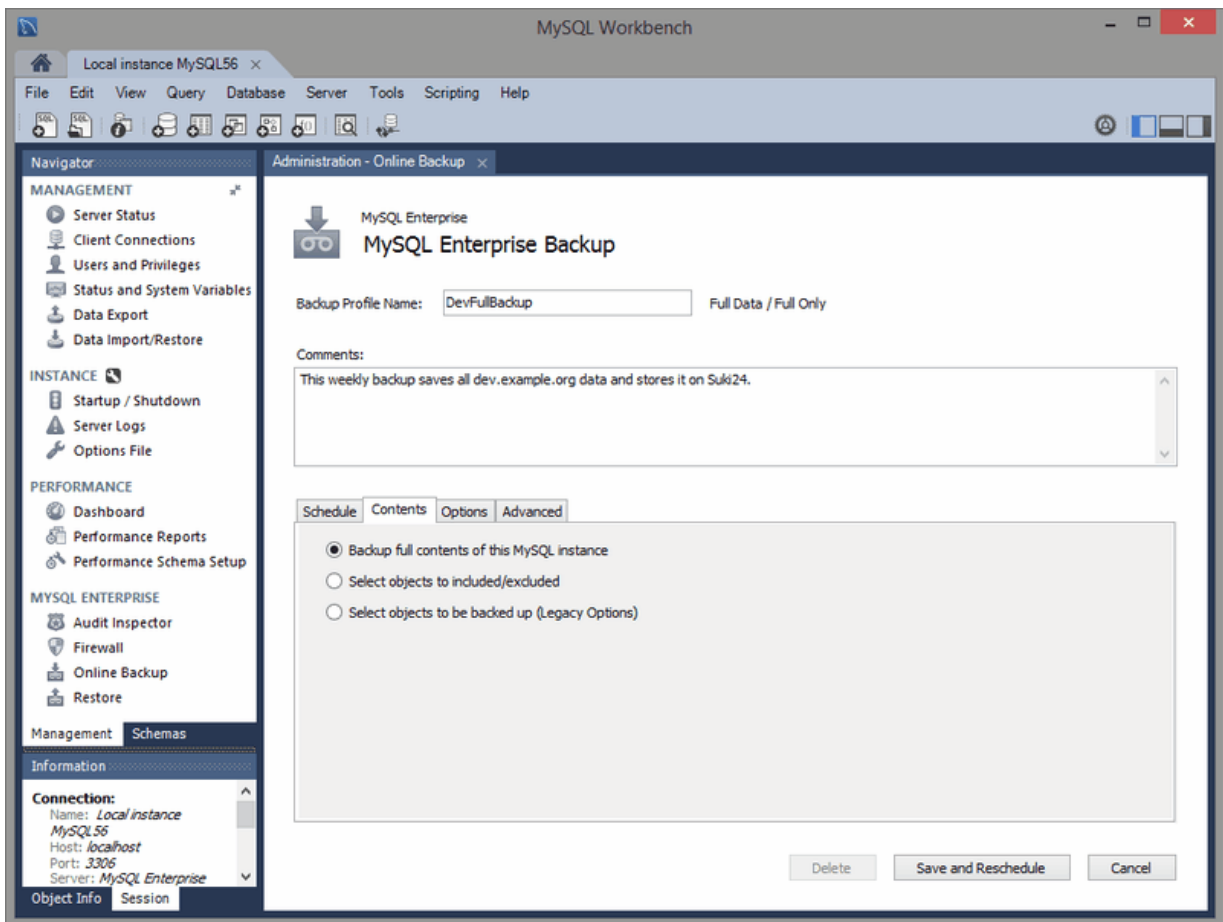 MySQL Workbench
Local instance MySQL56
File Edit View Query Database Server Tools Scripting Help
Navigator
MANAGEMENT
Server Status
Client Connections
Users and Privileges
Status and System Variables
Data Export
Data Import/Restore
INSTANCE
Startup / Shutdown
Server Logs
Options File
PERFORMANCE
Dashboard
Performance Reports
Performance Schema Setup
MYSQL ENTERPRISE
Audit Inspector
Firewall
Online Backup
Restore
Management Schemas
Information
Connection:
Name: Local instance
MySQL56
Host: localhost
Port: 3306
Server: MySQL Enterprise
Object Info Session
Administration - Online Backup
MySQL Enterprise
MySQL Enterprise Backup
Backup Profile Name: DevFullBackup Full Data / Full Only
Comments:
This weekly backup saves all dev.example.org data and stores it on Suki24.
Schedule Contents Options Advanced
Backup full contents of this MySQL instance
Select objects to included/excluded
Select objects to be backed up (Legacy Options)
Delete Save and Reschedule Cancel